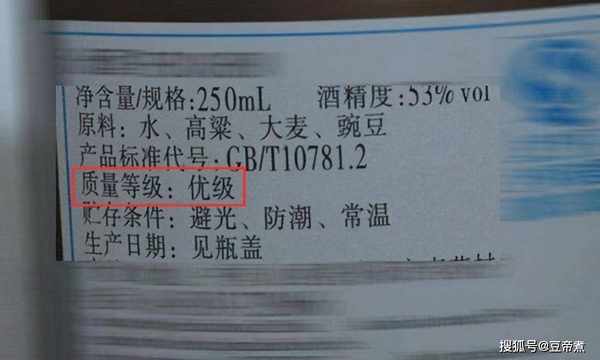 净含量/规格:250mL 酒精度:53% vol
原料：水、高粱、大麦、豌豆
产品标准代号:GB/T10781.2
质量等级：优级
贮存条件：避光、防潮、常温
生产日期：见瓶盖
搜狐号@豆帝煮